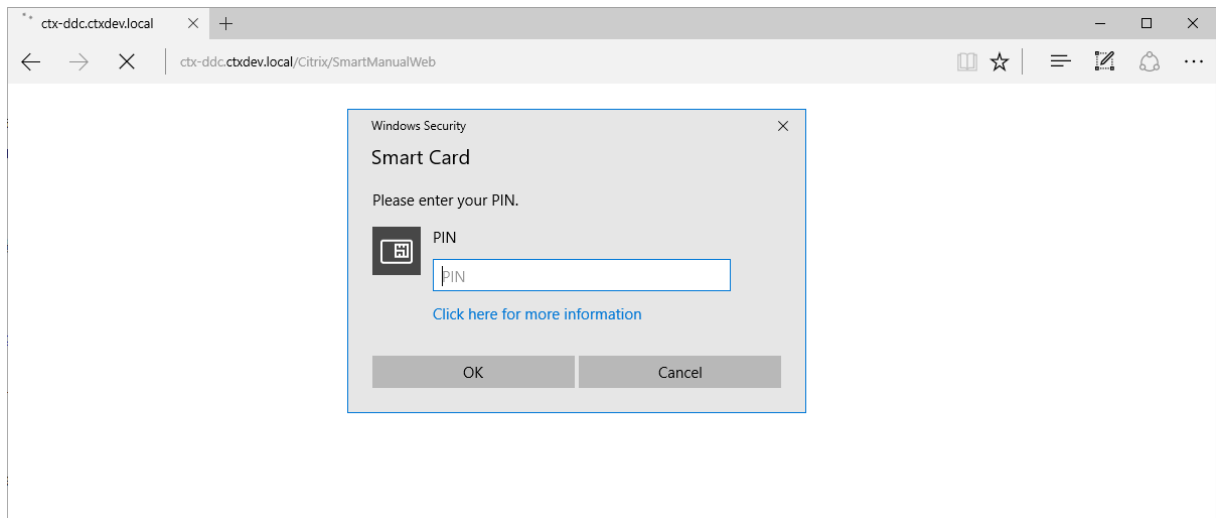 ctx-ddc.ctxdev.local
ctx-ddc.ctxdev.local/Citrix/SmartManualWeb
Windows Security
Smart Card
Please enter your PIN.
PIN
PIN
Click here for more information
OK Cancel